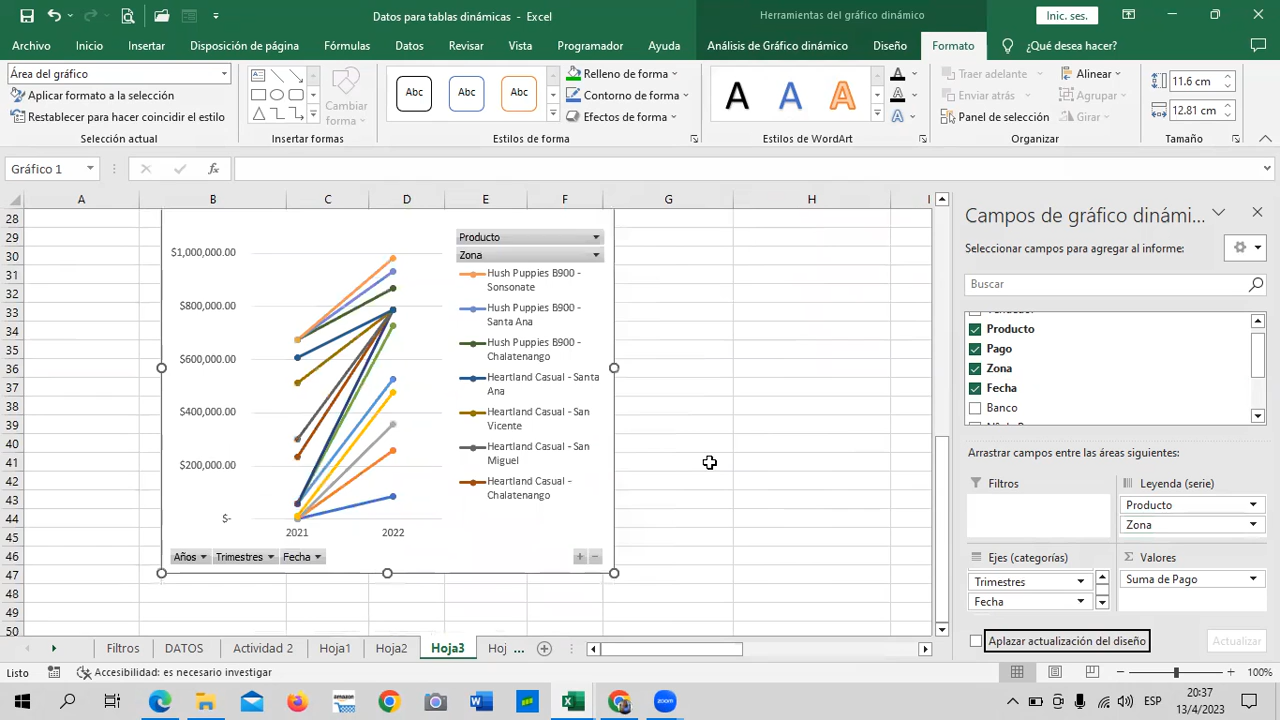 Datos para tablas dinámicas - Excel
Herramientas del gráfico dinámico
Inic. ses.
Archivo Inicio Insertar Disposición de página Fórmulas Datos Revisar Vista Programador Ayuda Análisis de Gráfico dinámico Diseño Formato ¿Qué desea hacer?
Área del gráfico
Aplicar formato a la selección
Restablecer para hacer coincidir el estilo
Selección actual
Cambiar forma
Insertar formas
Abc Abc Abc
Relleno de forma
Contorno de forma
Efectos de forma
Estilos de forma
A A A
Estilos de WordArt
Traer adelante
Enviar atrás
Panel de selección
Alinear
Agrupar
Girar
Organizar
11.6 cm
12.81 cm
Tamaño
Gráfico 1
fx
A B C D E F G H I
28
29
30
31
32
33
34
35
36
37
38
39
40
41
42
43
44
45
46
47
48
49
50
$1,000,000.00
$800,000.00
$600,000.00
$400,000.00
$200,000.00
$-
2021 2022
Producto
Zona
Hush Puppies B900 -
Sonsonate
Hush Puppies B900 -
Santa Ana
Hush Puppies B900 -
Chalatenango
Heartland Casual - Santa
Ana
Heartland Casual - San
Vicente
Heartland Casual - San
Miguel
Heartland Casual -
Chalatenango
Años Trimestres Fecha
+ -
Campos de gráfico dinámi...
Seleccionar campos para agregar al informe:
Buscar
Producto
Pago
Zona
Fecha
Banco
Arrastrar campos entre las áreas siguientes:
Filtros
Leyenda (serie)
Producto
Zona
Ejes (categorías)
Trimestres
Fecha
Σ Valores
Suma de Pago
Aplazar actualización del diseño
Actualizar
Filtros DATOS Actividad 2 Hoja1 Hoja2 Hoja3 Hoj ...
Listo
Accesibilidad: es necesario investigar
100%
zoom
ESP
20:37
13/4/2023